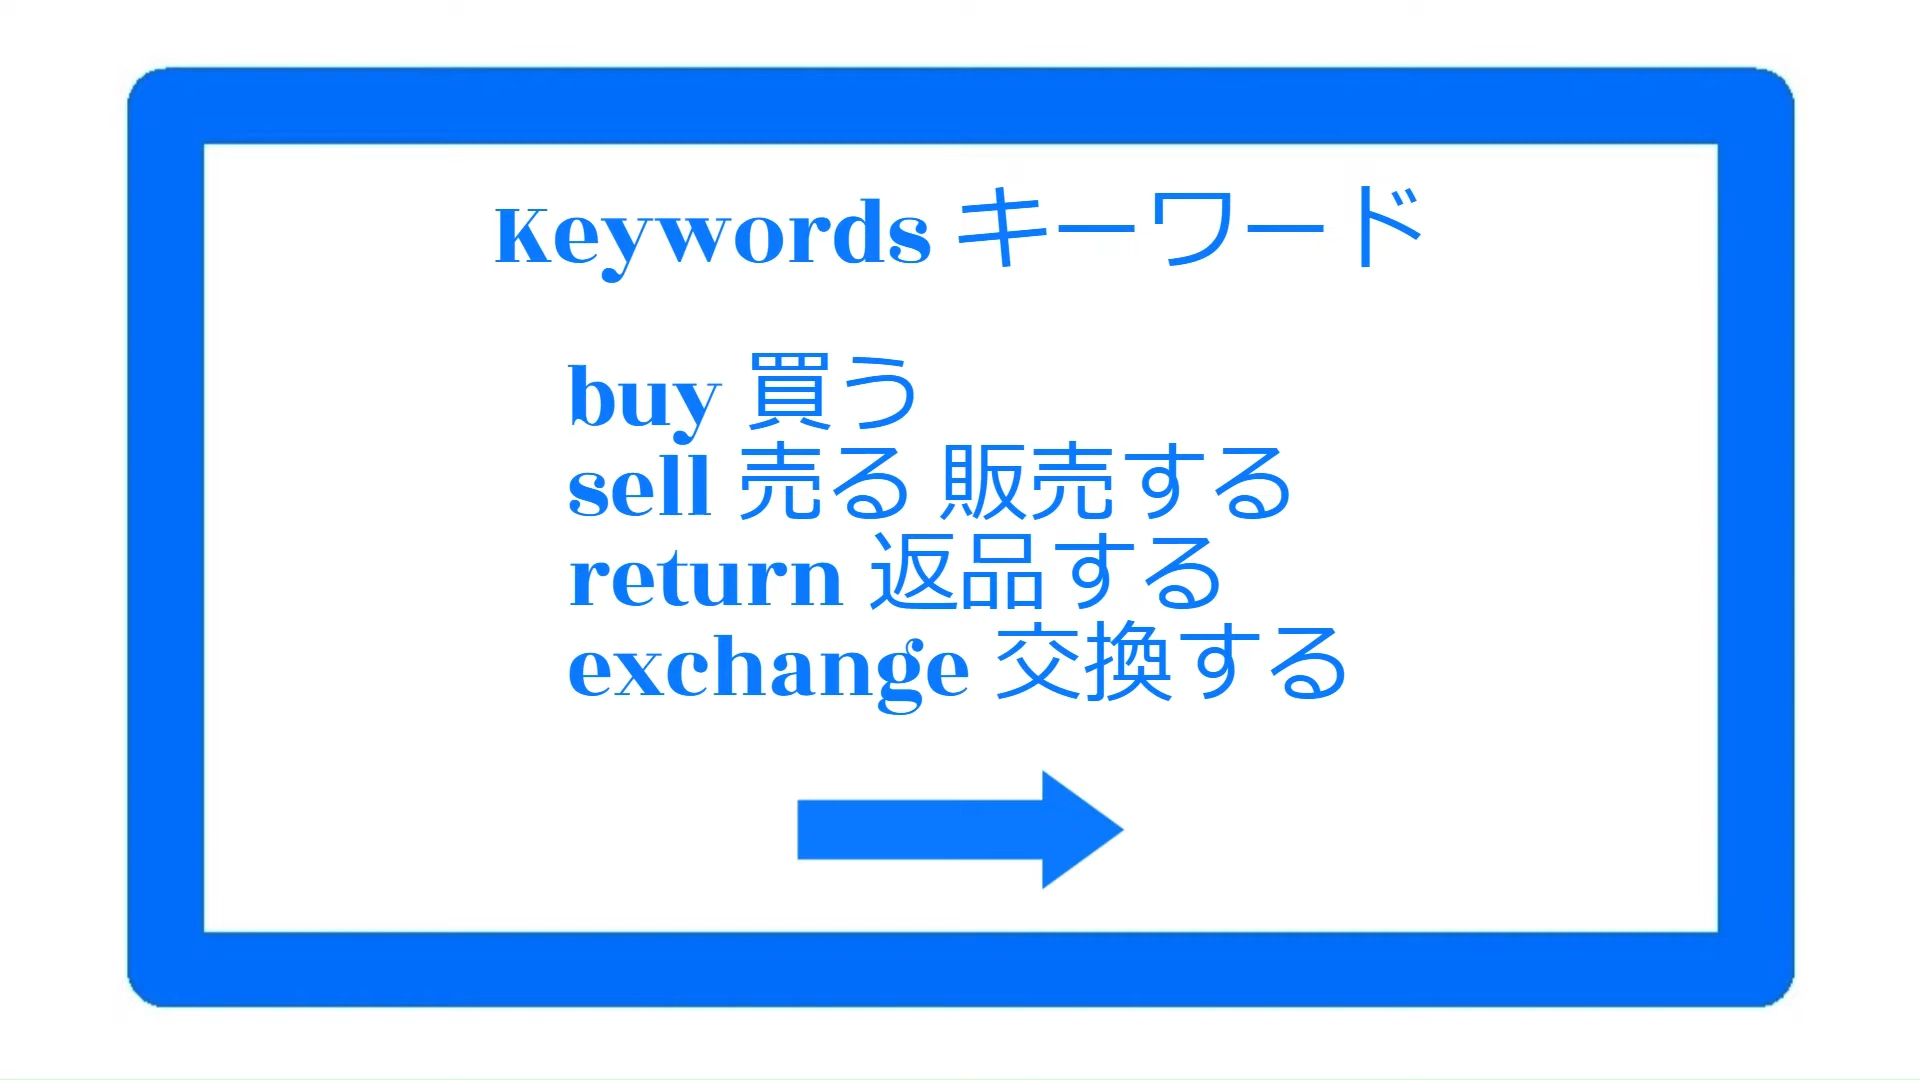 Keywords キーワード
buy 買う
sell 売る 販売する
return 返品する
exchange 交換する